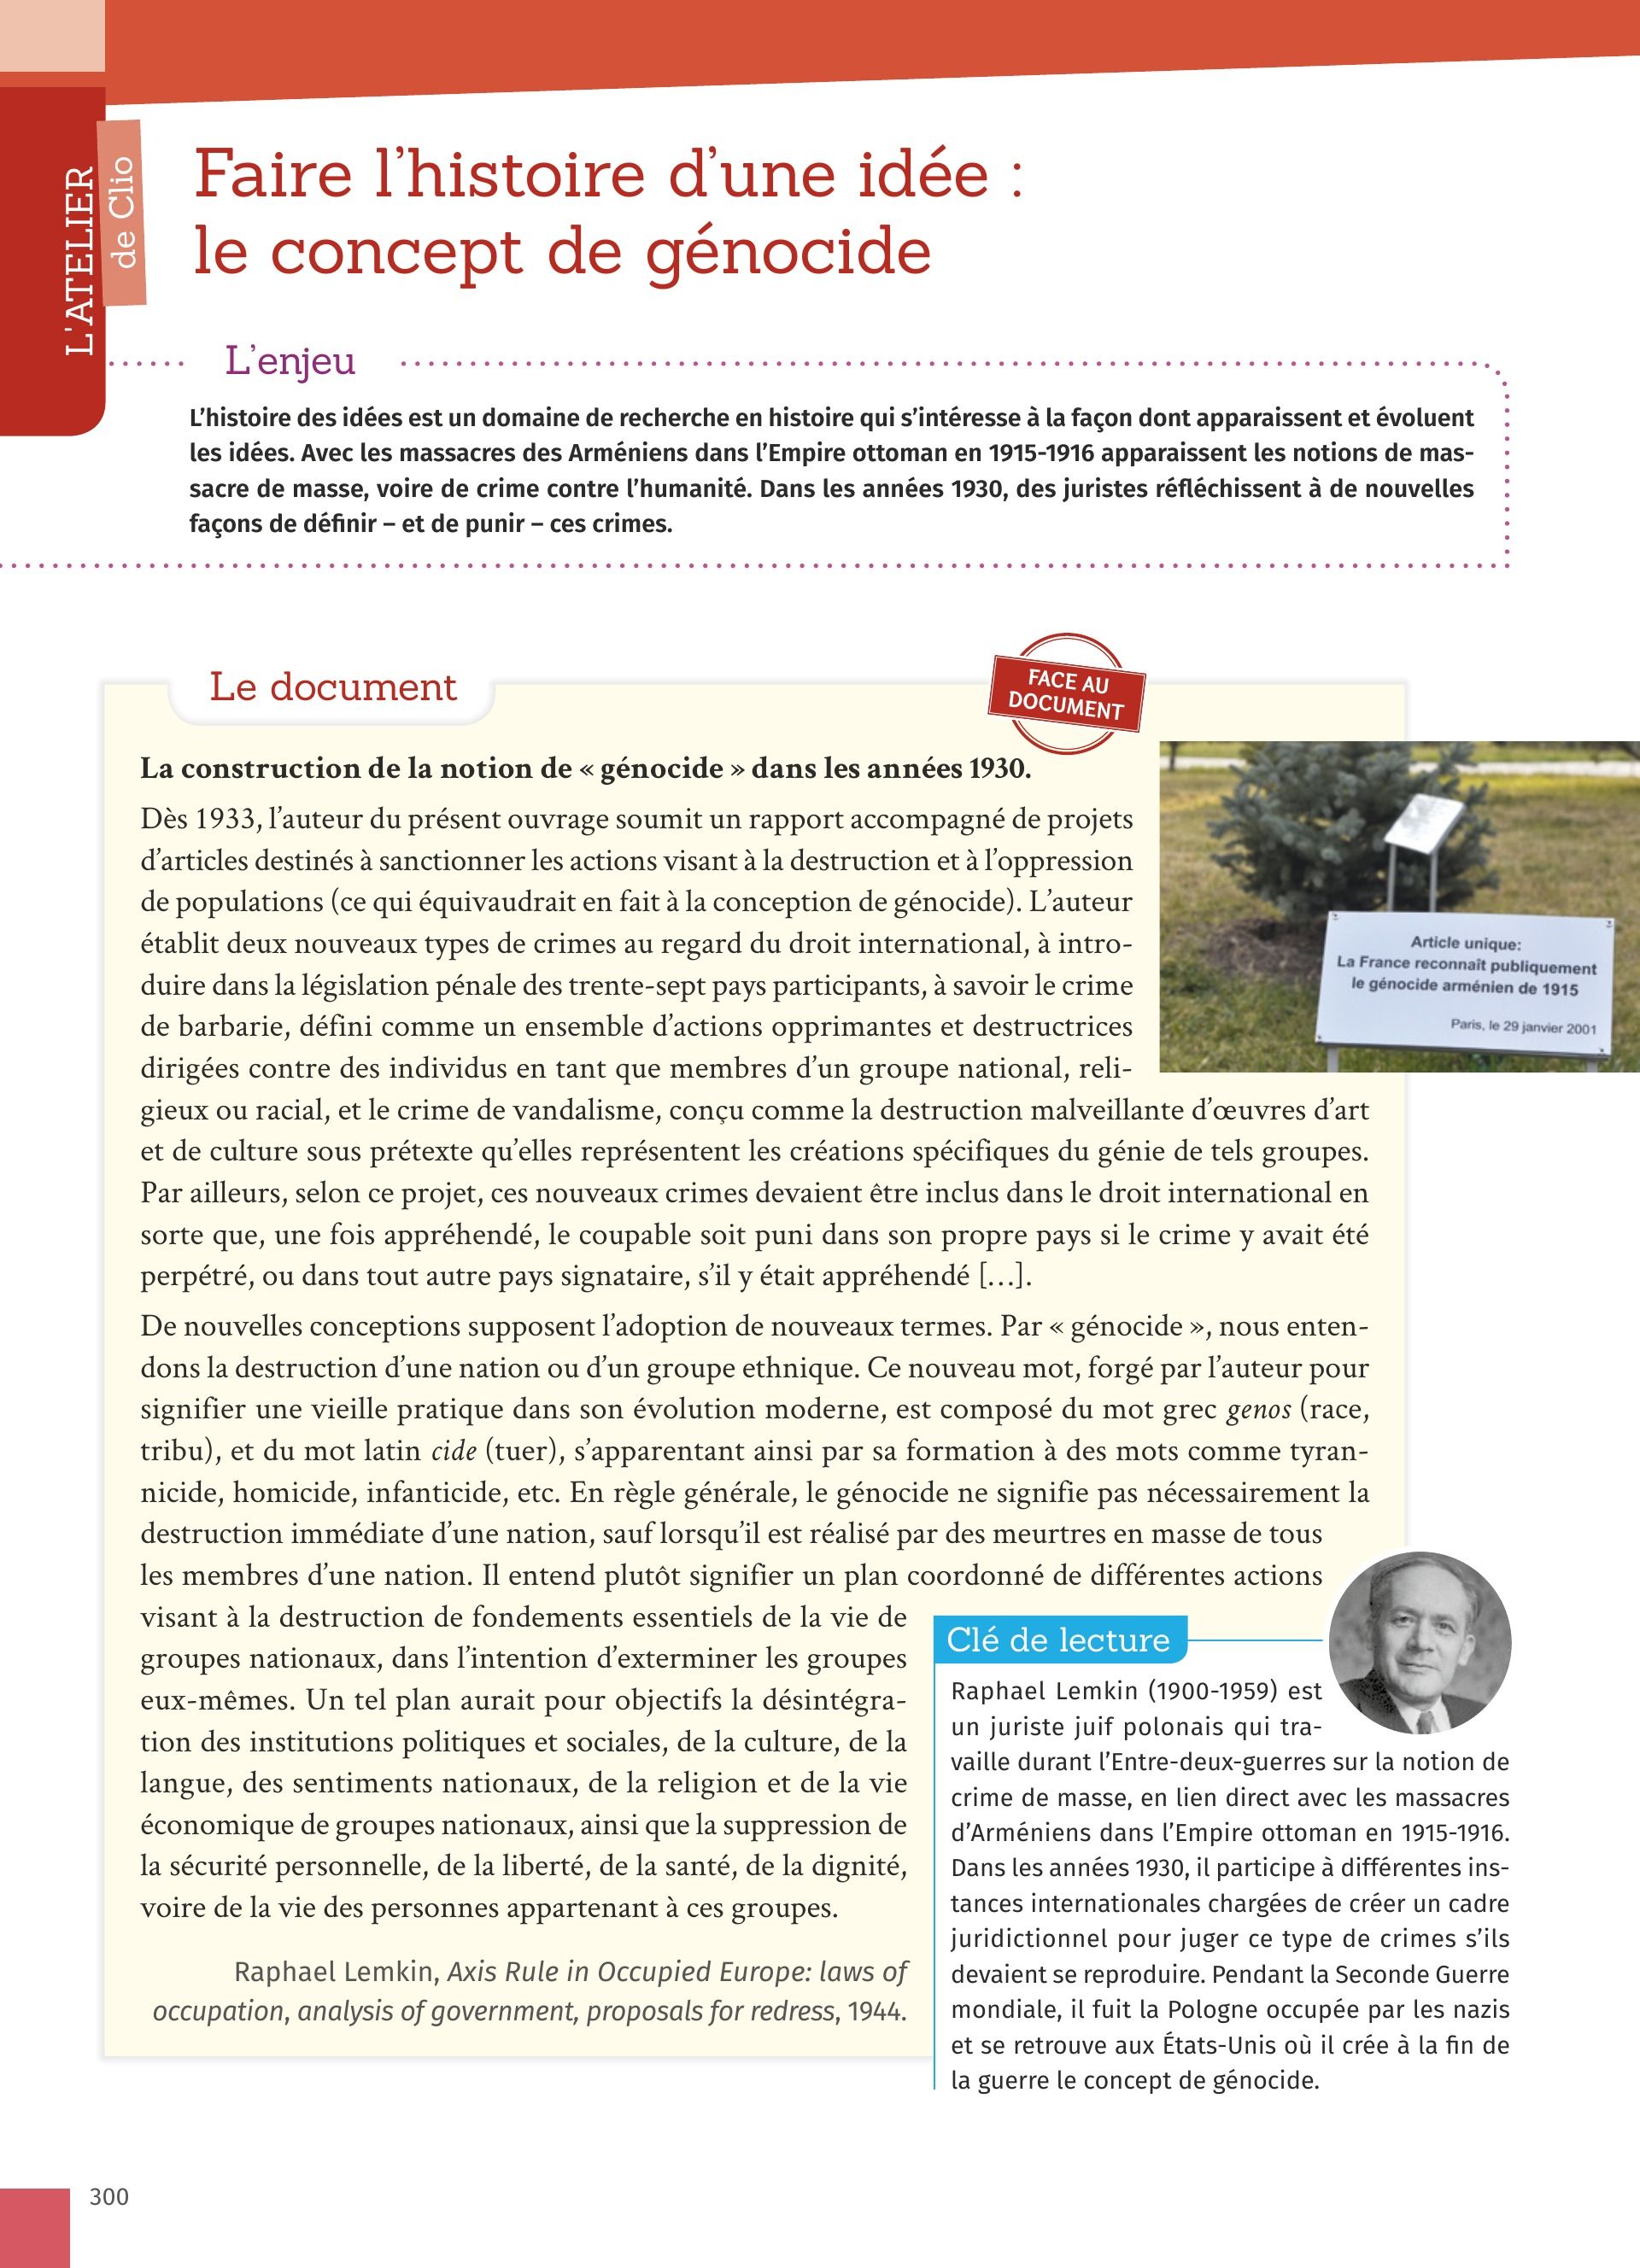 L'ATELIER
de Clio
Faire l'histoire d'une idée :
le concept de génocide
L'enjeu
L'histoire des idées est un domaine de recherche en histoire qui s'intéresse à la façon dont apparaissent et évoluent
les idées. Avec les massacres des Arméniens dans l'Empire ottoman en 1915-1916 apparaissent les notions de mas-
sacre de masse, voire de crime contre l'humanité. Dans les années 1930, des juristes réfléchissent à de nouvelles
façons de définir – et de punir – ces crimes.
Le document
FACE AU
DOCUMENT
La construction de la notion de « génocide » dans les années 1930.
Dès 1933, l'auteur du présent ouvrage soumit un rapport accompagné de projets
d'articles destinés à sanctionner les actions visant à la destruction et à l'oppression
de populations (ce qui équivaudrait en fait à la conception de génocide). L'auteur
établit deux nouveaux types de crimes au regard du droit international, à intro-
duire dans la législation pénale des trente-sept pays participants, à savoir le crime
de barbarie, défini comme un ensemble d'actions opprimantes et destructrices
dirigées contre des individus en tant que membres d'un groupe national, reli-
gieux ou racial, et le crime de vandalisme, conçu comme la destruction malveillante d'œuvres d'art
et de culture sous prétexte qu'elles représentent les créations spécifiques du génie de tels groupes.
Par ailleurs, selon ce projet, ces nouveaux crimes devaient être inclus dans le droit international en
sorte que, une fois appréhendé, le coupable soit puni dans son propre pays si le crime y avait été
perpétré, ou dans tout autre pays signataire, s'il y était appréhendé […].
De nouvelles conceptions supposent l'adoption de nouveaux termes. Par « génocide », nous enten-
dons la destruction d'une nation ou d'un groupe ethnique. Ce nouveau mot, forgé par l'auteur pour
signifier une vieille pratique dans son évolution moderne, est composé du mot grec genos (race,
tribu), et du mot latin cide (tuer), s'apparentant ainsi par sa formation à des mots comme tyran-
nicide, homicide, infanticide, etc. En règle générale, le génocide ne signifie pas nécessairement la
destruction immédiate d'une nation, sauf lorsqu'il est réalisé par des meurtres en masse de tous
les membres d'une nation. Il entend plutôt signifier un plan coordonné de différentes actions
visant à la destruction de fondements essentiels de la vie de
groupes nationaux, dans l'intention d'exterminer les groupes
eux-mêmes. Un tel plan aurait pour objectifs la désintégra-
tion des institutions politiques et sociales, de la culture, de la
langue, des sentiments nationaux, de la religion et de la vie
économique de groupes nationaux, ainsi que la suppression de
la sécurité personnelle, de la liberté, de la santé, de la dignité,
voire de la vie des personnes appartenant à ces groupes.
Raphael Lemkin, Axis Rule in Occupied Europe: laws of
occupation, analysis of government, proposals for redress, 1944.
Article unique:
La France reconnaît publiquement
le génocide arménien de 1915
Paris, le 29 janvier 2001
Clé de lecture
Raphael Lemkin (1900-1959) est
un juriste juif polonais qui tra-
vaille durant l'Entre-deux-guerres sur la notion de
crime de masse, en lien direct avec les massacres
d'Arméniens dans l'Empire ottoman en 1915-1916.
Dans les années 1930, il participe à différentes ins-
tances internationales chargées de créer un cadre
juridictionnel pour juger ce type de crimes s'ils
devaient se reproduire. Pendant la Seconde Guerre
mondiale, il fuit la Pologne occupée par les nazis
et se retrouve aux États-Unis où il crée à la fin de
la guerre le concept de génocide.
300